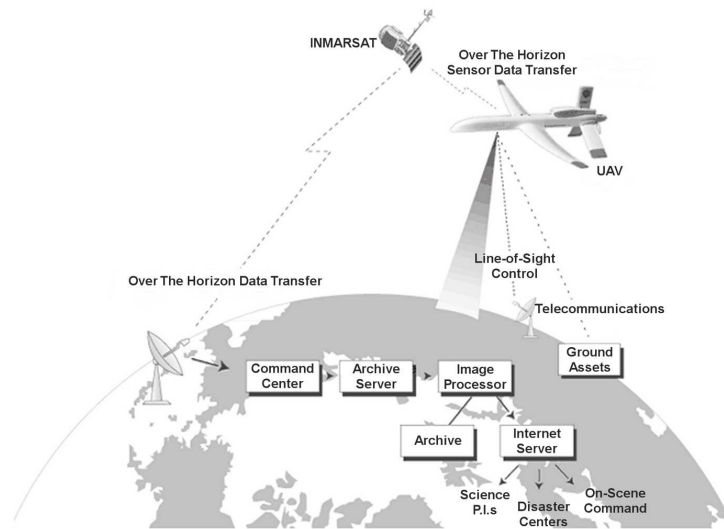 INMARSAT
Over The Horizon
Sensor Data Transfer
UAV
Line-of-Sight
Control
Over The Horizon Data Transfer
Telecommunications
Command
Center
Archive
Server
Image
Processor
Ground
Assets
Archive
Internet
Server
Science
P.I.s
Disaster
Centers
On-Scene
Command